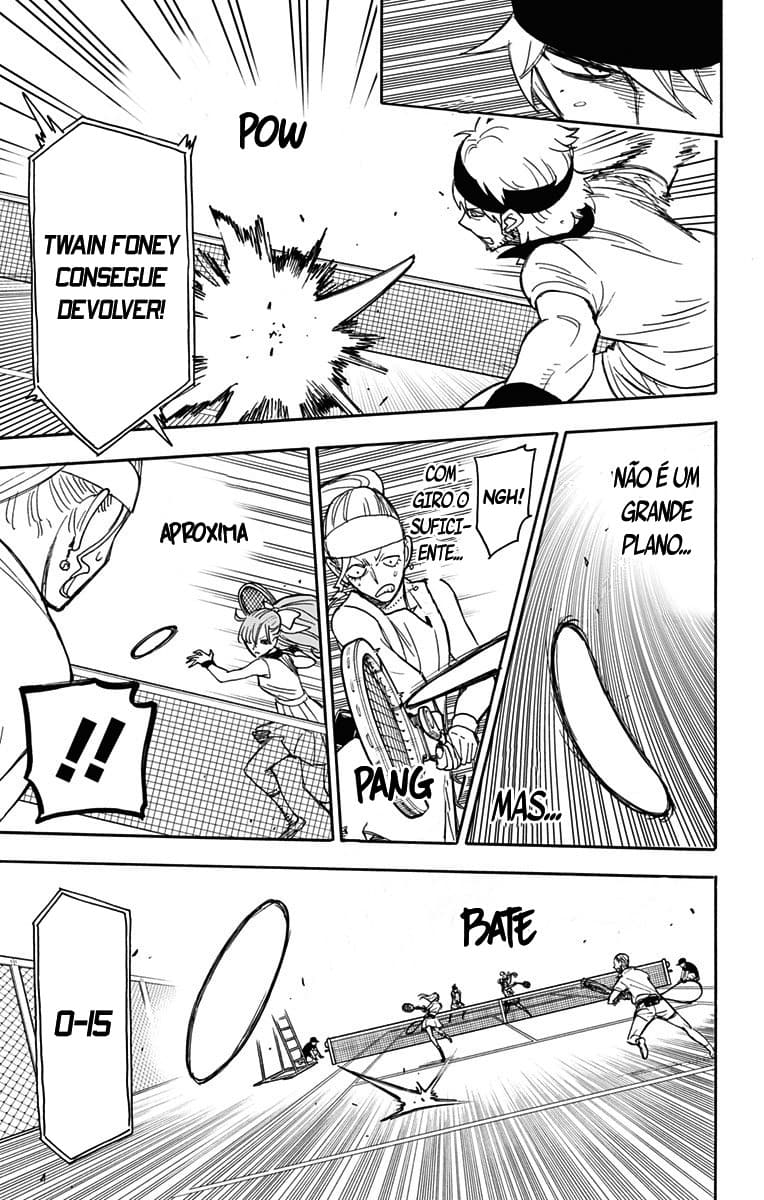 POW
TWAIN FONEY
CONSEGUE
DEVOLVER!
NÃO É UM
GRANDE
PLANO...
MAS...
NGH!
COM
GIRO O
SUFICI-
ENTE...
PANG
APROXIMA
!!
BATE
0-15